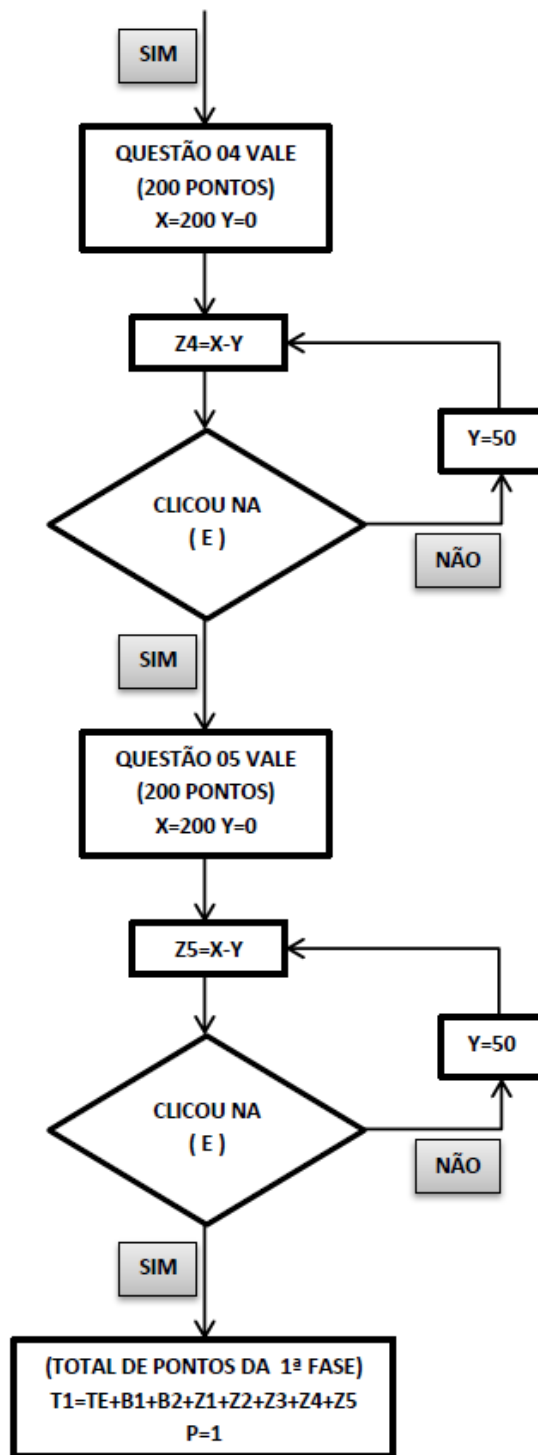 SIM
QUESTÃO 04 VALE
(200 PONTOS)
X=200 Y=0
Z4=X-Y
Y=50
CLICOU NA
( E )
NÃO
SIM
QUESTÃO 05 VALE
(200 PONTOS)
X=200 Y=0
Z5=X-Y
Y=50
CLICOU NA
( E )
NÃO
SIM
(TOTAL DE PONTOS DA 1ª FASE)
T1=TE+B1+B2+Z1+Z2+Z3+Z4+Z5
P=1